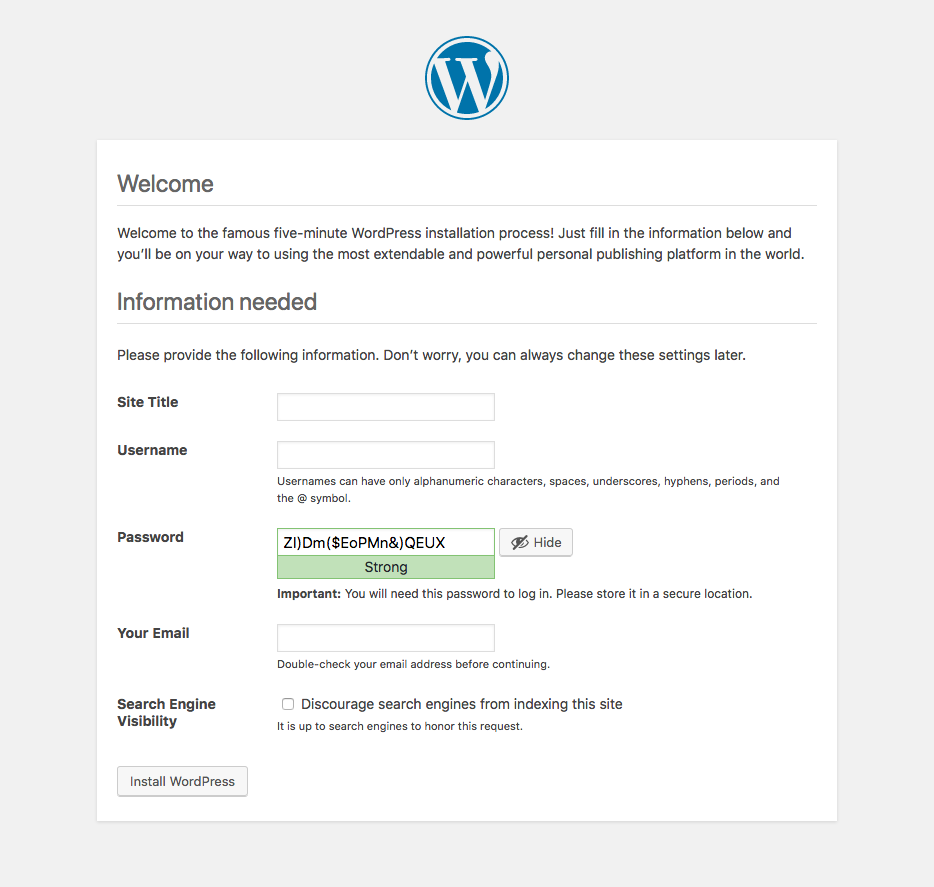 W
Welcome
Welcome to the famous five-minute WordPress installation process! Just fill in the information below and
you’ll be on your way to using the most extendable and powerful personal publishing platform in the world.
Information needed
Please provide the following information. Don’t worry, you can always change these settings later.
Site Title
Username
Usernames can have only alphanumeric characters, spaces, underscores, hyphens, periods, and
the @ symbol.
Password
ZI)Dm($EoPMn&)QEUX
Hide
Strong
Important: You will need this password to log in. Please store it in a secure location.
Your Email
Double-check your email address before continuing.
Search Engine
Visibility
Discourage search engines from indexing this site
It is up to search engines to honor this request.
Install WordPress